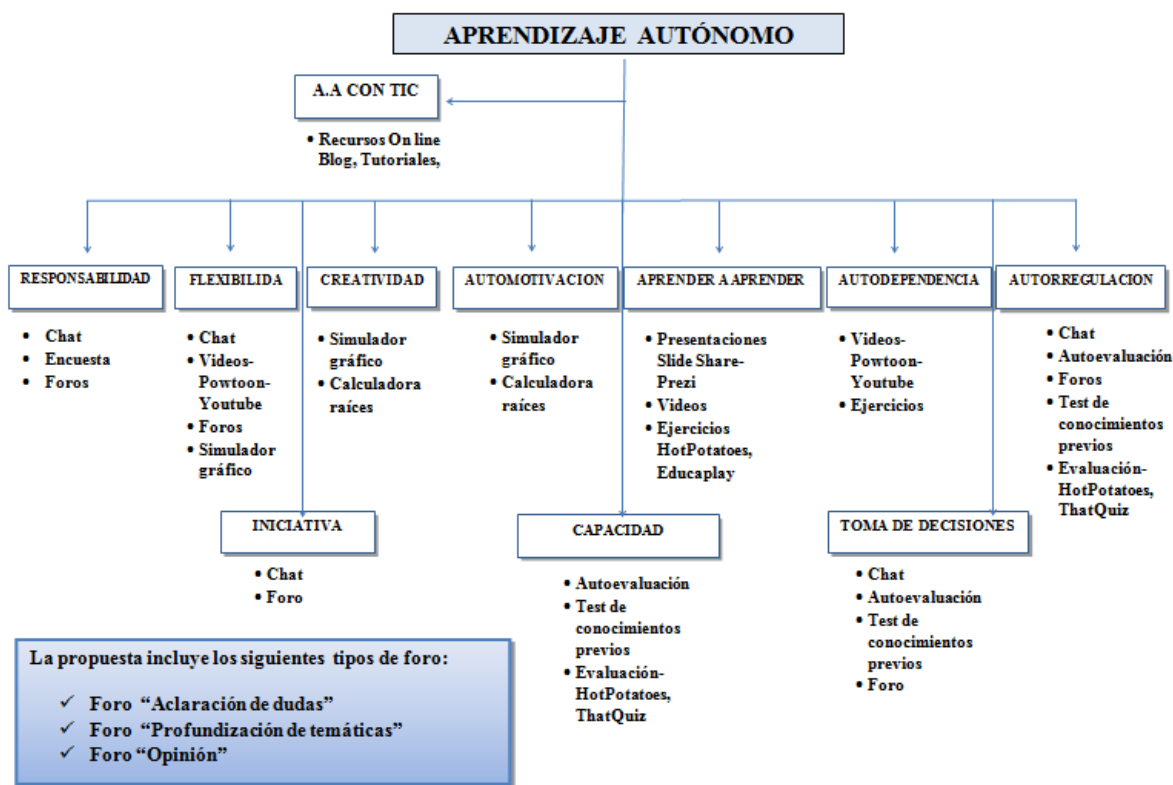 APRENDIZAJE AUTÓNOMO
A.A CON TIC
• Recursos On line
Blog, Tutoriales,
RESPONSABILIDAD
• Chat
• Encuesta
• Foros
FLEXIBILIDA
• Chat
• Videos-
Powtoon-
Youtube
• Foros
• Simulador
gráfico
CREATIVIDAD
• Simulador
gráfico
• Calculadora
raíces
AUTOMOTIVACION
• Simulador
gráfico
• Calculadora
raíces
APRENDER A APRENDER
• Presentaciones
Slide Share-
Prezi
• Videos
• Ejercicios
HotPotatoes,
Educaplay
AUTODEPENDENCIA
• Videos-
Powtoon-
Youtube
• Ejercicios
AUTORREGULACION
• Chat
• Autoevaluación
• Foros
• Test de
conocimientos
previos
• Evaluación-
HotPotatoes,
ThatQuiz
INICIATIVA
• Chat
• Foro
CAPACIDAD
• Autoevaluación
• Test de
conocimientos
previos
• Evaluación-
HotPotatoes,
ThatQuiz
TOMA DE DECISIONES
• Chat
• Autoevaluación
• Test de
conocimientos
previos
• Foro
La propuesta incluye los siguientes tipos de foro:
✓ Foro “Aclaración de dudas”
✓ Foro “Profundización de temáticas”
✓ Foro “Opinión”